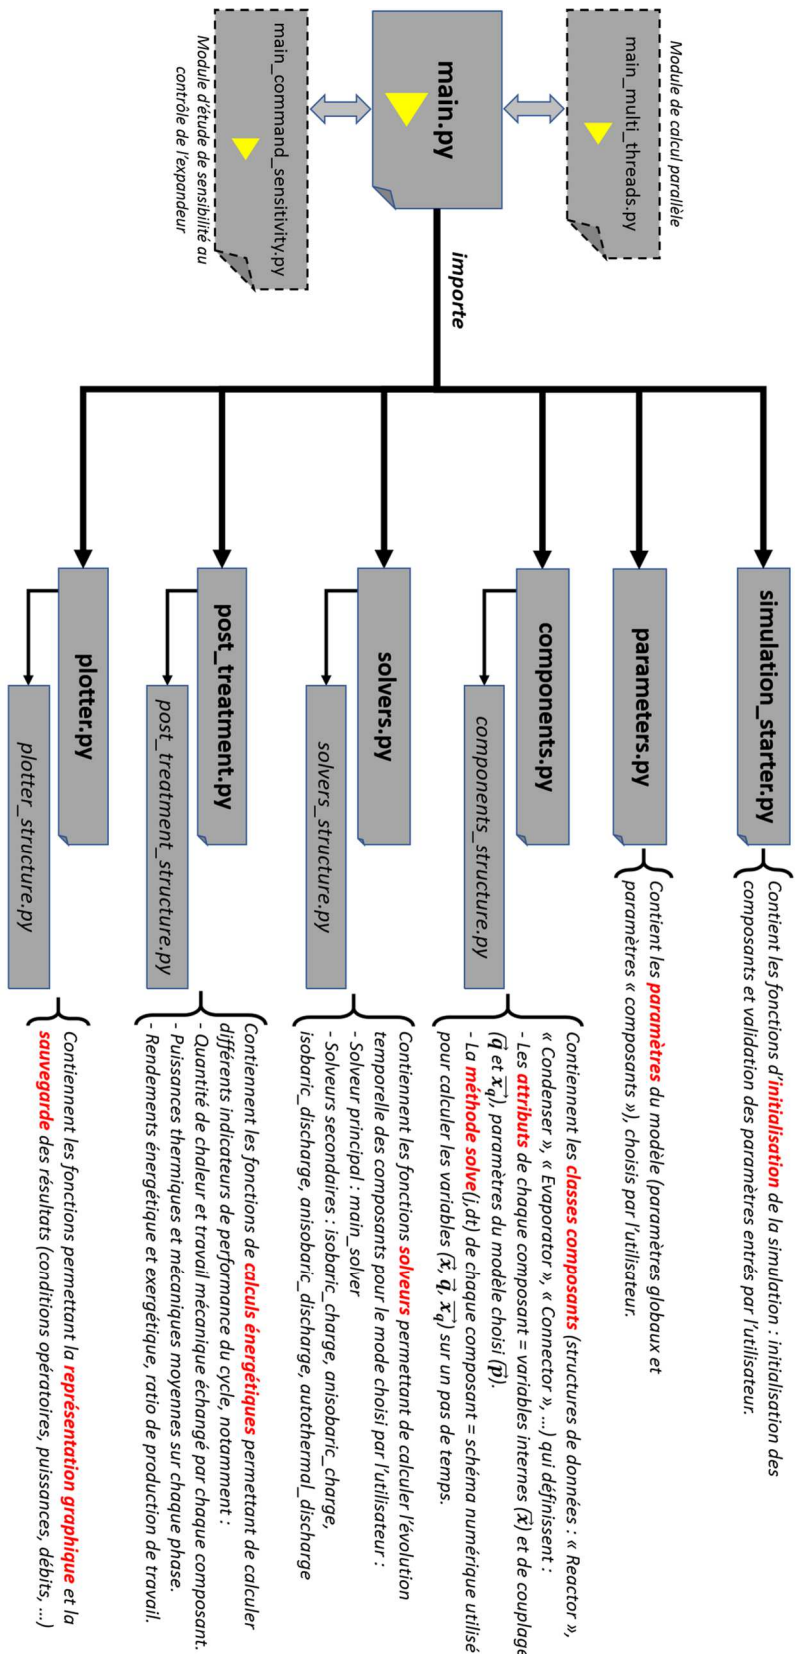 Module de calcul parallèle
main_multi_threads.py
main.py
main_command_sensitivity.py
Module d'étude de sensibilité au
contrôle de l'expandeur
importe
simulation_starter.py
Contient les fonctions d'initialisation de la simulation : initialisation des
composants et validation des paramètres entrés par l'utilisateur.
parameters.py
Contient les paramètres du modèle (paramètres globaux et
paramètres « composants »), choisis par l'utilisateur.
components.py
components_structure.py
Contiennent les classes composants (structures de données : « Reactor »,
« Condenser », « Evaporator », « Connector », ...) qui définissent :
- Les attributs de chaque composant = variables internes (x⃗) et de couplage
(q⃗ et x_q⃗), paramètres du modèle choisi (p⃗).
- La méthode solve(j,dt) de chaque composant = schéma numérique utilisé
pour calculer les variables (x⃗, q⃗, x_q⃗) sur un pas de temps.
solvers.py
solvers_structure.py
Contiennent les fonctions solveurs permettant de calculer l'évolution
temporelle des composants pour le mode choisi par l'utilisateur :
- Solveur principal : main_solver
- Solveurs secondaires : isobaric_charge, anisobaric_charge,
isobaric_discharge, anisobaric_discharge, autothermal_discharge
post_treatment.py
post_treatment_structure.py
Contiennent les fonctions de calculs énergétiques permettant de calculer
différents indicateurs de performance du cycle, notamment :
- Quantité de chaleur et travail mécanique échangé par chaque composant.
- Puissances thermiques et mécaniques moyennes sur chaque phase.
- Rendements énergétique et exergétique, ratio de production de travail.
plotter.py
plotter_structure.py
Contiennent les fonctions permettant la représentation graphique et la
sauvegarde des résultats (conditions opératoires, puissances, débits, ...)